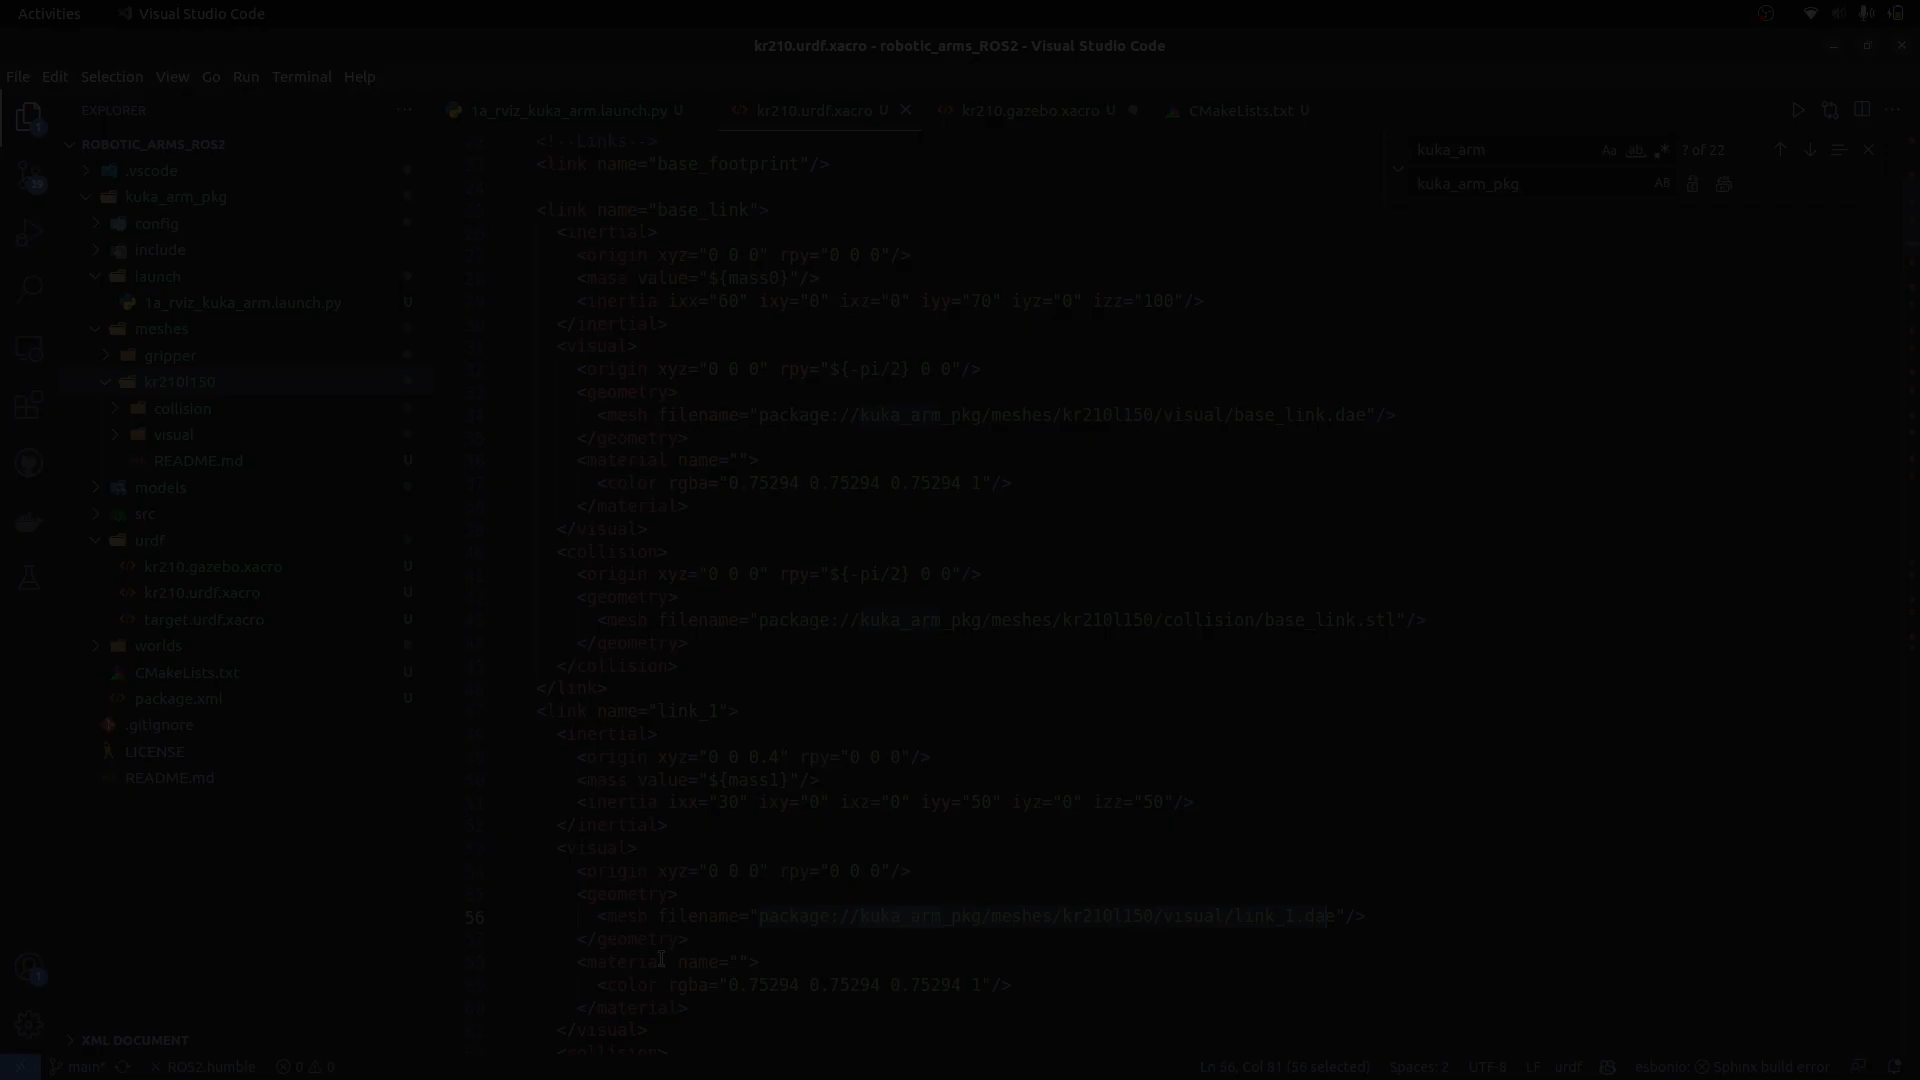 Activities Visual Studio Code
kr210.urdf.xacro - robotic_arms_ROS2 - Visual Studio Code
File Edit Selection View Go Run Terminal Help
EXPLORER
ROBOTIC_ARMS_ROS2
.vscode
kuka_arm_pkg
config
include
launch
1a_rviz_kuka_arm.launch.py U
meshes
gripper
kr210l150
collision
visual
README.md U
models
src
urdf
kr210.gazebo.xacro U
kr210.urdf.xacro U
target.urdf.xacro U
worlds
CMakeLists.txt U
package.xml U
.gitignore
LICENSE
README.md
XML DOCUMENT
1a_rviz_kuka_arm.launch.py U kr210.urdf.xacro U kr210.gazebo.xacro U CMakeLists.txt U
kuka_arm Aa ab ? of 22
kuka_arm_pkg AB
<!--Links-->
<link name="base_footprint"/>
<link name="base_link">
<inertial>
<origin xyz="0 0 0" rpy="0 0 0"/>
<mass value="${mass0}"/>
<inertia ixx="60" ixy="0" ixz="0" iyy="70" iyz="0" izz="100"/>
</inertial>
<visual>
<origin xyz="0 0 0" rpy="${-pi/2} 0 0"/>
<geometry>
<mesh filename="package://kuka_arm_pkg/meshes/kr210l150/visual/base_link.dae"/>
</geometry>
<material name="">
<color rgba="0.75294 0.75294 0.75294 1"/>
</material>
</visual>
<collision>
<origin xyz="0 0 0" rpy="${-pi/2} 0 0"/>
<geometry>
<mesh filename="package://kuka_arm_pkg/meshes/kr210l150/collision/base_link.stl"/>
</geometry>
</collision>
</link>
<link name="link_1">
<inertial>
<origin xyz="0 0 0.4" rpy="0 0 0"/>
<mass value="${mass1}"/>
<inertia ixx="30" ixy="0" ixz="0" iyy="50" iyz="0" izz="50"/>
</inertial>
<visual>
<origin xyz="0 0 0" rpy="0 0 0"/>
<geometry>
56 <mesh filename="package://kuka_arm_pkg/meshes/kr210l150/visual/link_1.dae"/>
</geometry>
<material name="">
<color rgba="0.75294 0.75294 0.75294 1"/>
</material>
</visual>
<collision>
main* ROS2.humble 0 0 Ln 56, Col 81 (56 selected) Spaces: 2 UTF-8 LF urdf esbonio: Sphinx build error